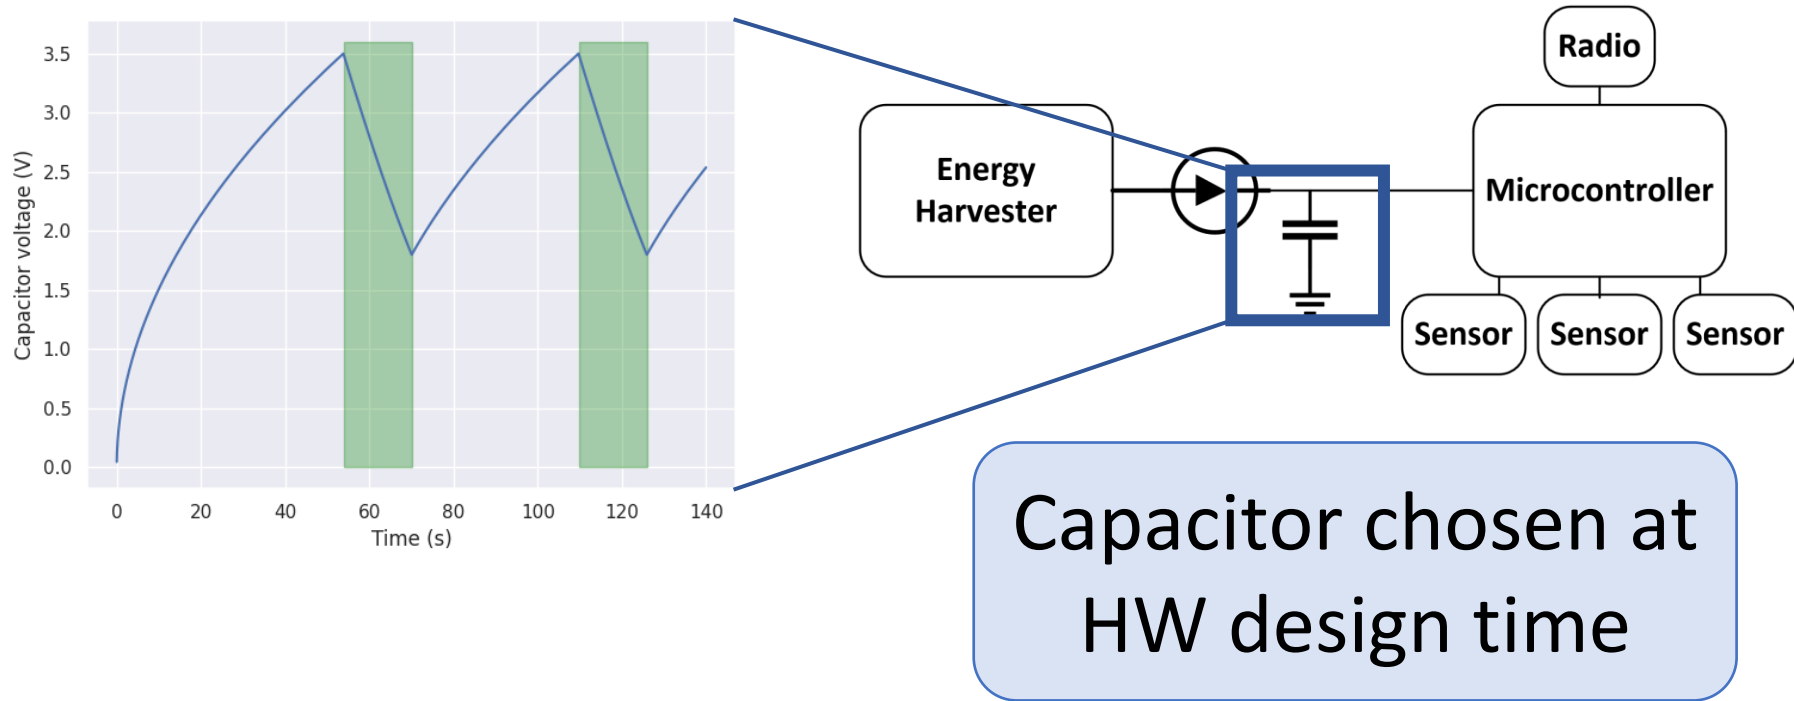 3.5
3.0
2.5
2.0
1.5
1.0
0.5
0.0
Capacitor voltage (V)
0 20 40 60 80 100 120 140
Time (s)
Energy
Harvester
Radio
Microcontroller
Sensor Sensor Sensor
Capacitor chosen at
HW design time